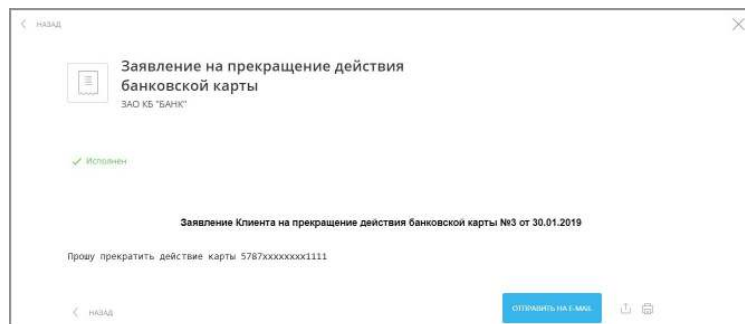 НАЗАД
Заявление на прекращение действия
банковской карты
ЗАО КБ "БАНК"
Исполнен
Заявление Клиента на прекращение действия банковской карты №3 от 30.01.2019
Прошу прекратить действие карты 5787xxxxxxxx1111
НАЗАД
ОТПРАВИТЬ НА E-MAIL